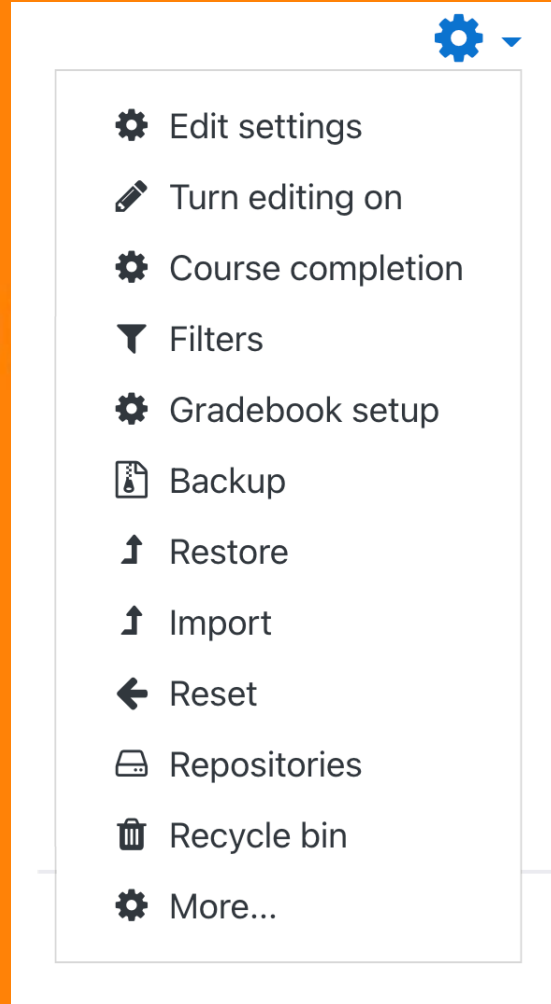 Edit settings
Turn editing on
Course completion
Filters
Gradebook setup
Backup
Restore
Import
Reset
Repositories
Recycle bin
More...